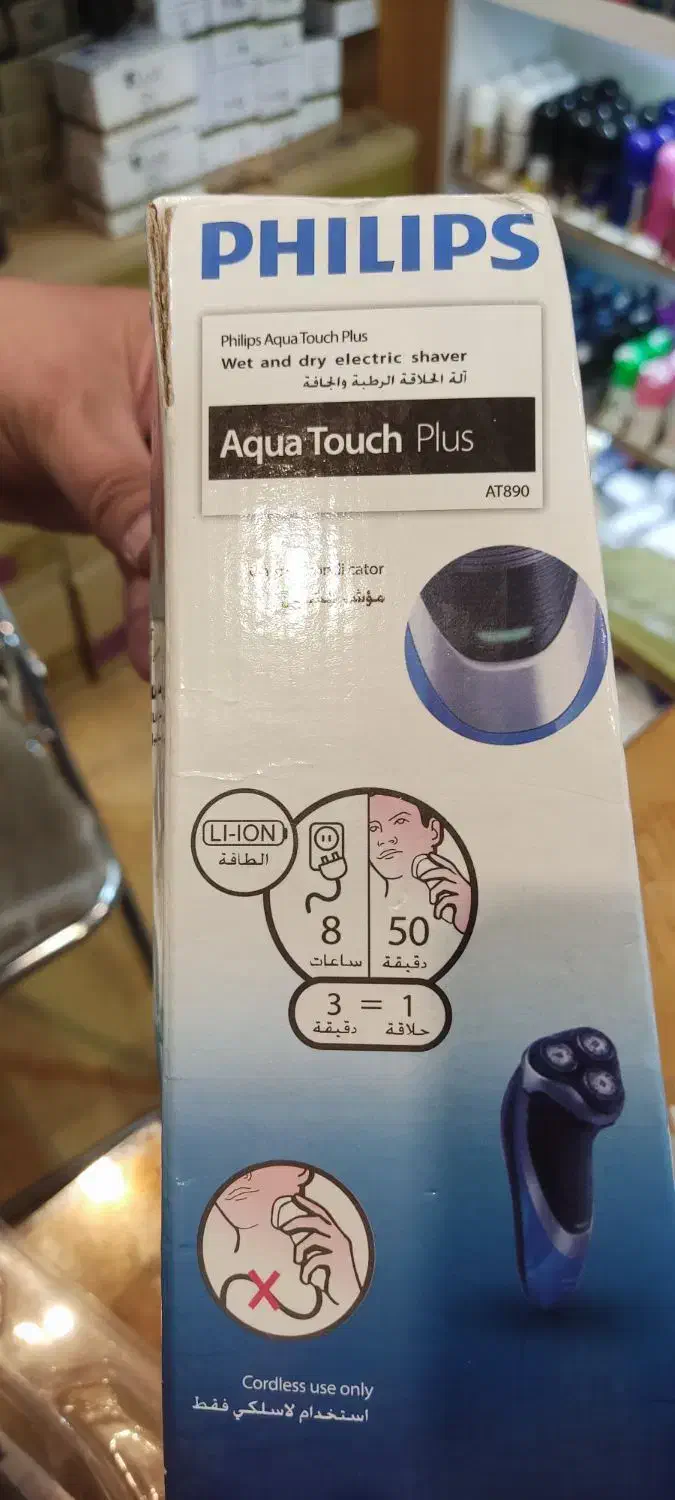 PHILIPS
Philips Aqua Touch Plus
Wet and dry electric shaver
آلة الحلاقة الرطبة والجافة
Aqua Touch Plus
AT890
LI-ION
الطاقة
8
ساعات
50
دقيقة
3 = 1
دقيقة حلاقة
Cordless use only
استخدام لاسلكي فقط